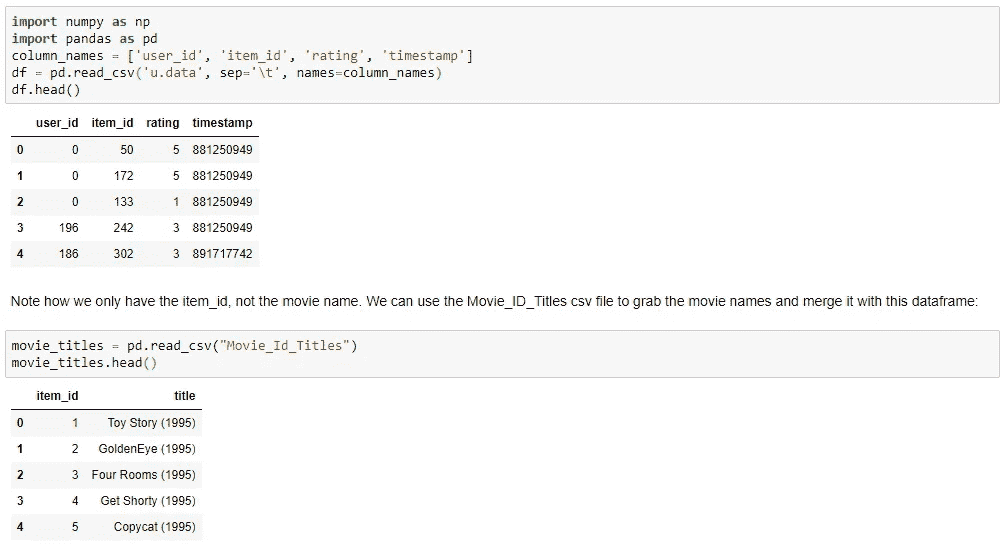 import numpy as np
import pandas as pd
column_names = ['user_id', 'item_id', 'rating', 'timestamp']
df = pd.read_csv('u.data', sep='\t', names=column_names)
df.head()
user_id item_id rating timestamp
0 0 50 5 881250949
1 0 172 5 881250949
2 0 133 1 881250949
3 196 242 3 881250949
4 186 302 3 891717742
Note how we only have the item_id, not the movie name. We can use the Movie_ID_Titles csv file to grab the movie names and merge it with this dataframe:
movie_titles = pd.read_csv("Movie_Id_Titles")
movie_titles.head()
item_id title
0 1 Toy Story (1995)
1 2 GoldenEye (1995)
2 3 Four Rooms (1995)
3 4 Get Shorty (1995)
4 5 Copycat (1995)